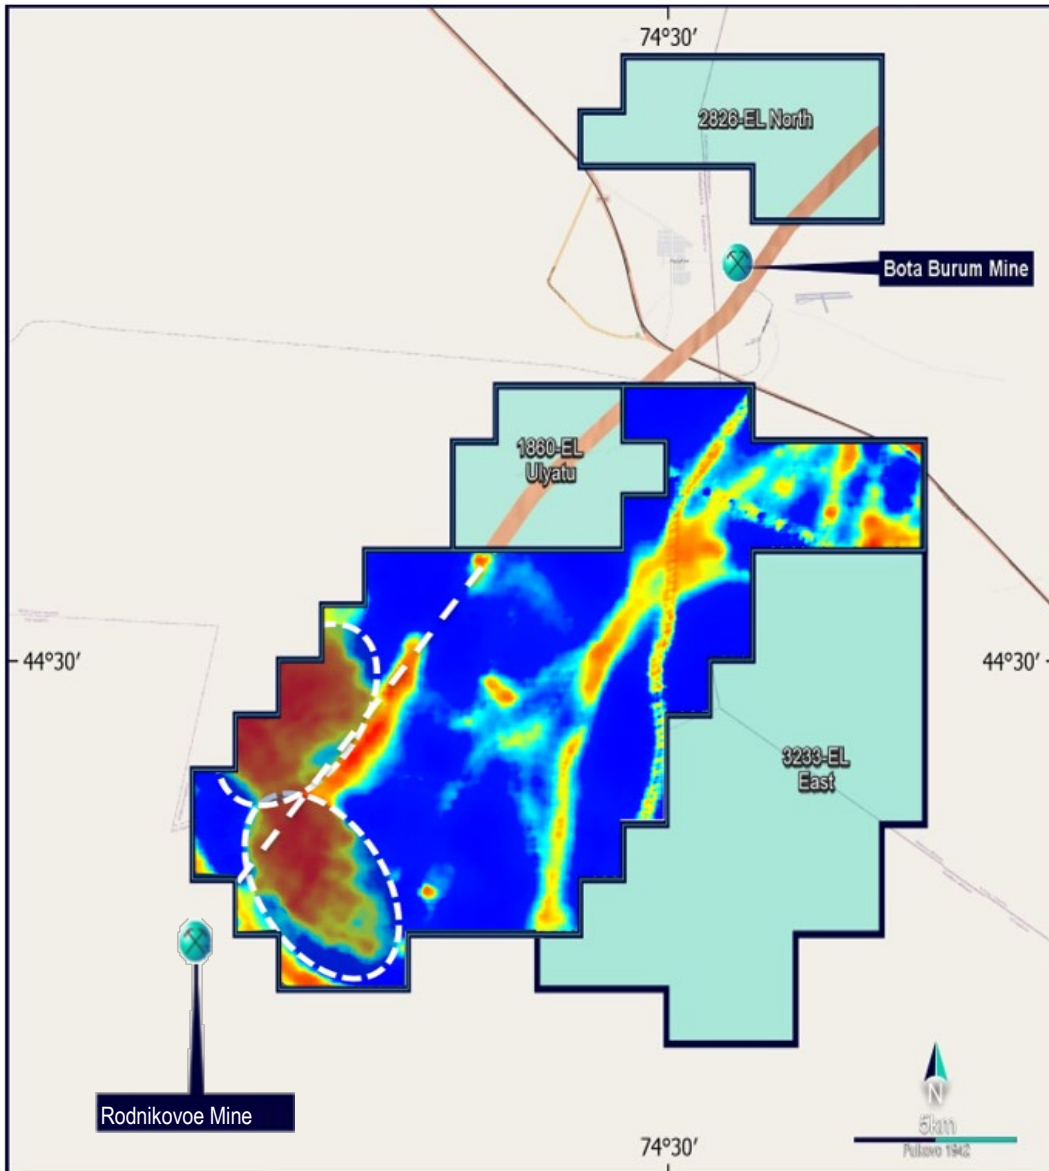 74°30’
2826-EL North
Bota Burum Mine
1860-EL
Ulyatu
44°30’
44°30’
3233-EL
East
Rodnikovoe Mine
N
5km
Pulkovo 1942
74°30’